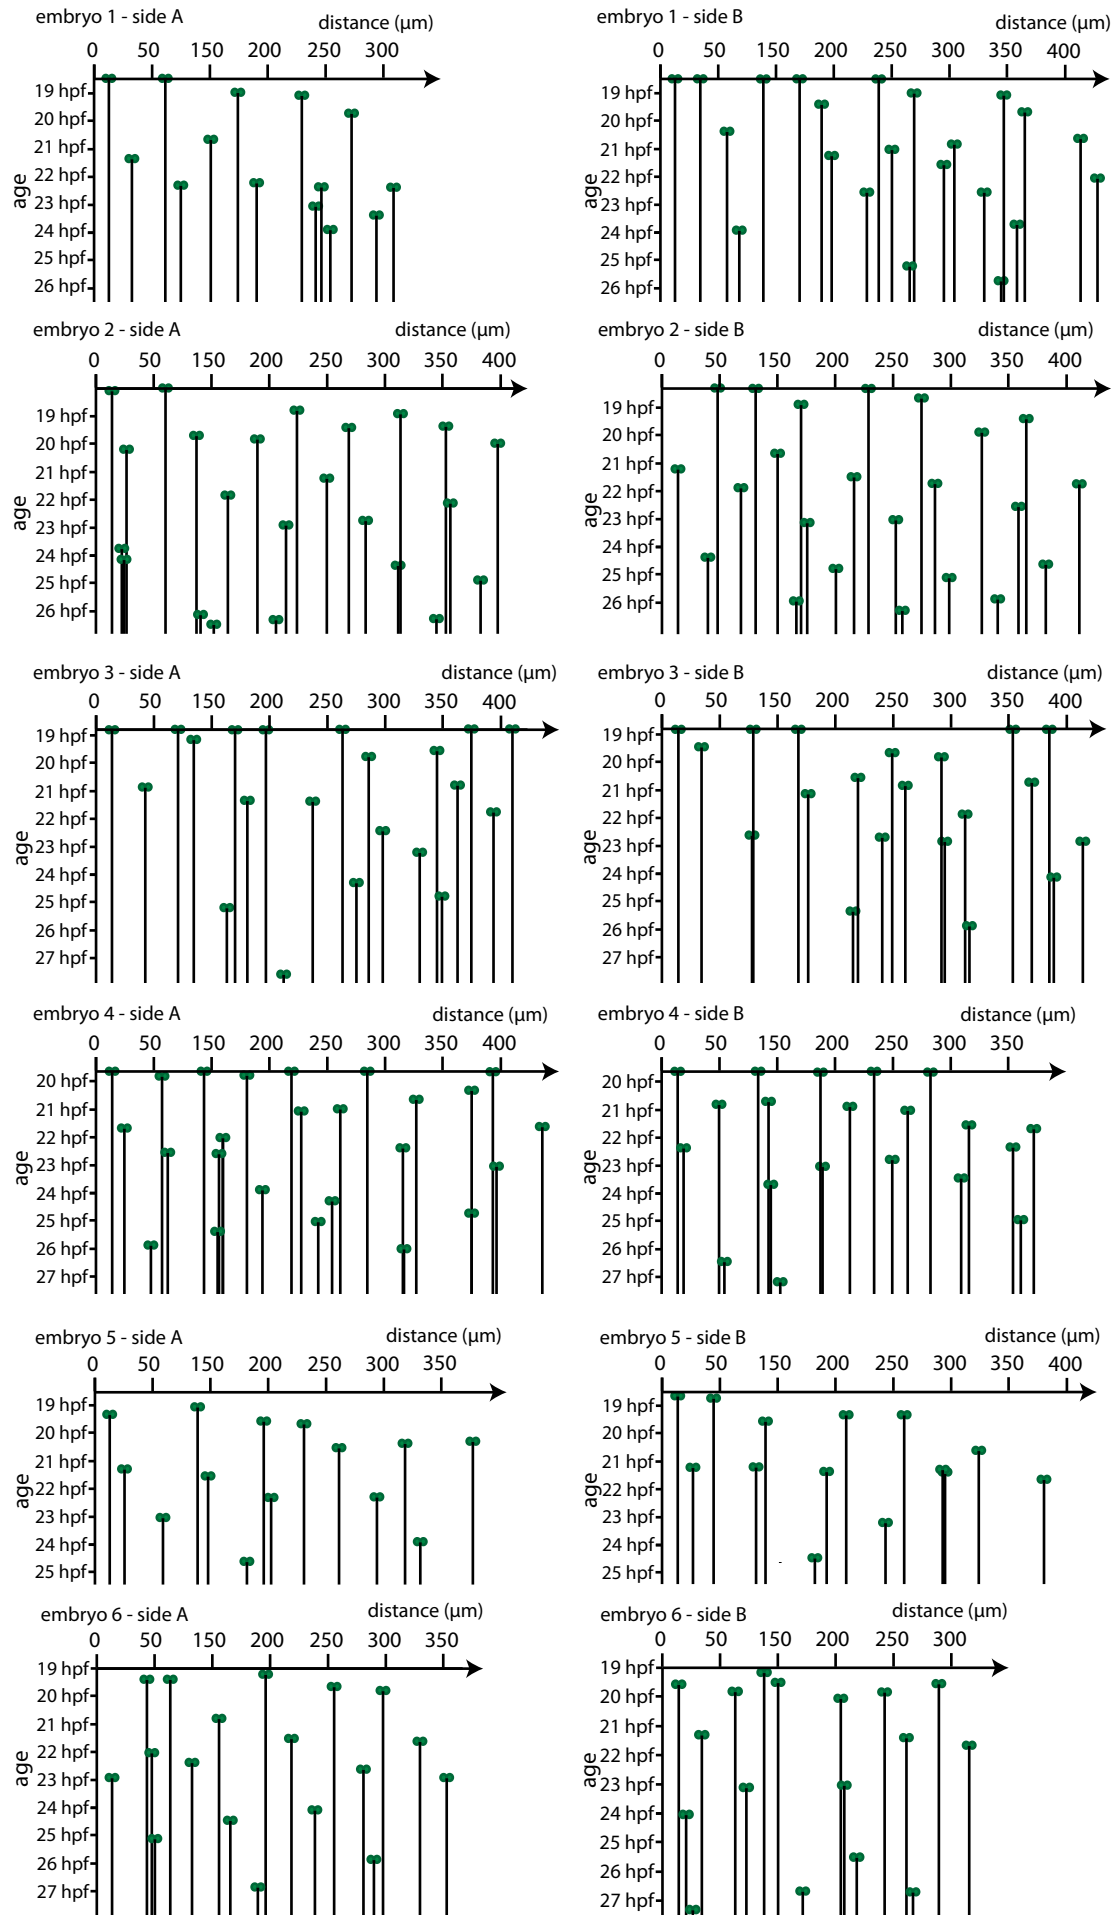 embryo 1 - side A
distance (µm)
0 50 150 200 250 300
19 hpf
20 hpf
21 hpf
22 hpf
23 hpf
24 hpf
25 hpf
26 hpf
age
embryo 1 - side B
distance (µm)
0 50 150 200 250 300 350 400
19 hpf
20 hpf
21 hpf
22 hpf
23 hpf
24 hpf
25 hpf
26 hpf
age
embryo 2 - side A
distance (µm)
0 50 150 200 250 300 350 400
19 hpf
20 hpf
21 hpf
22 hpf
23 hpf
24 hpf
25 hpf
26 hpf
age
embryo 2 - side B
distance (µm)
0 50 150 200 250 300 350 400
19 hpf
20 hpf
21 hpf
22 hpf
23 hpf
24 hpf
25 hpf
26 hpf
age
embryo 3 - side A
distance (µm)
0 50 150 200 250 300 350 400
19 hpf
20 hpf
21 hpf
22 hpf
23 hpf
24 hpf
25 hpf
26 hpf
27 hpf
age
embryo 3 - side B
distance (µm)
0 50 150 200 250 300 350 400
19 hpf
20 hpf
21 hpf
22 hpf
23 hpf
24 hpf
25 hpf
26 hpf
27 hpf
age
embryo 4 - side A
distance (µm)
0 50 150 200 250 300 350 400
20 hpf
21 hpf
22 hpf
23 hpf
24 hpf
25 hpf
26 hpf
27 hpf
age
embryo 4 - side B
distance (µm)
0 50 150 200 250 300 350
20 hpf
21 hpf
22 hpf
23 hpf
24 hpf
25 hpf
26 hpf
27 hpf
age
embryo 5 - side A
distance (µm)
0 50 150 200 250 300 350
19 hpf
20 hpf
21 hpf
22 hpf
23 hpf
24 hpf
25 hpf
age
embryo 5 - side B
distance (µm)
0 50 150 200 250 300 350 400
19 hpf
20 hpf
21 hpf
22 hpf
23 hpf
24 hpf
25 hpf
age
embryo 6 - side A
distance (µm)
0 50 150 200 250 300 350
19 hpf
20 hpf
21 hpf
22 hpf
23 hpf
24 hpf
25 hpf
26 hpf
27 hpf
age
embryo 6 - side B
distance (µm)
0 50 150 200 250 300
19 hpf
20 hpf
21 hpf
22 hpf
23 hpf
24 hpf
25 hpf
26 hpf
27 hpf
age